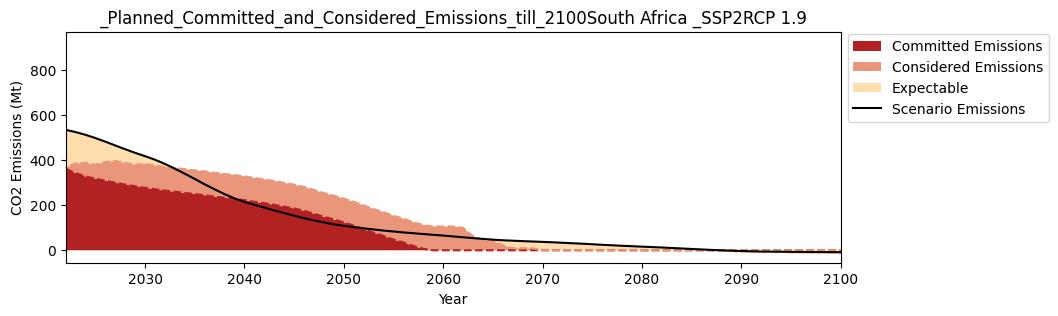 _Planned_Committed_and_Considered_Emissions_till_2100South Africa _SSP2RCP 1.9
CO2 Emissions (Mt)
800
600
400
200
0
2030 2040 2050 2060 2070 2080 2090 2100
Year
Committed Emissions
Considered Emissions
Expectable
Scenario Emissions